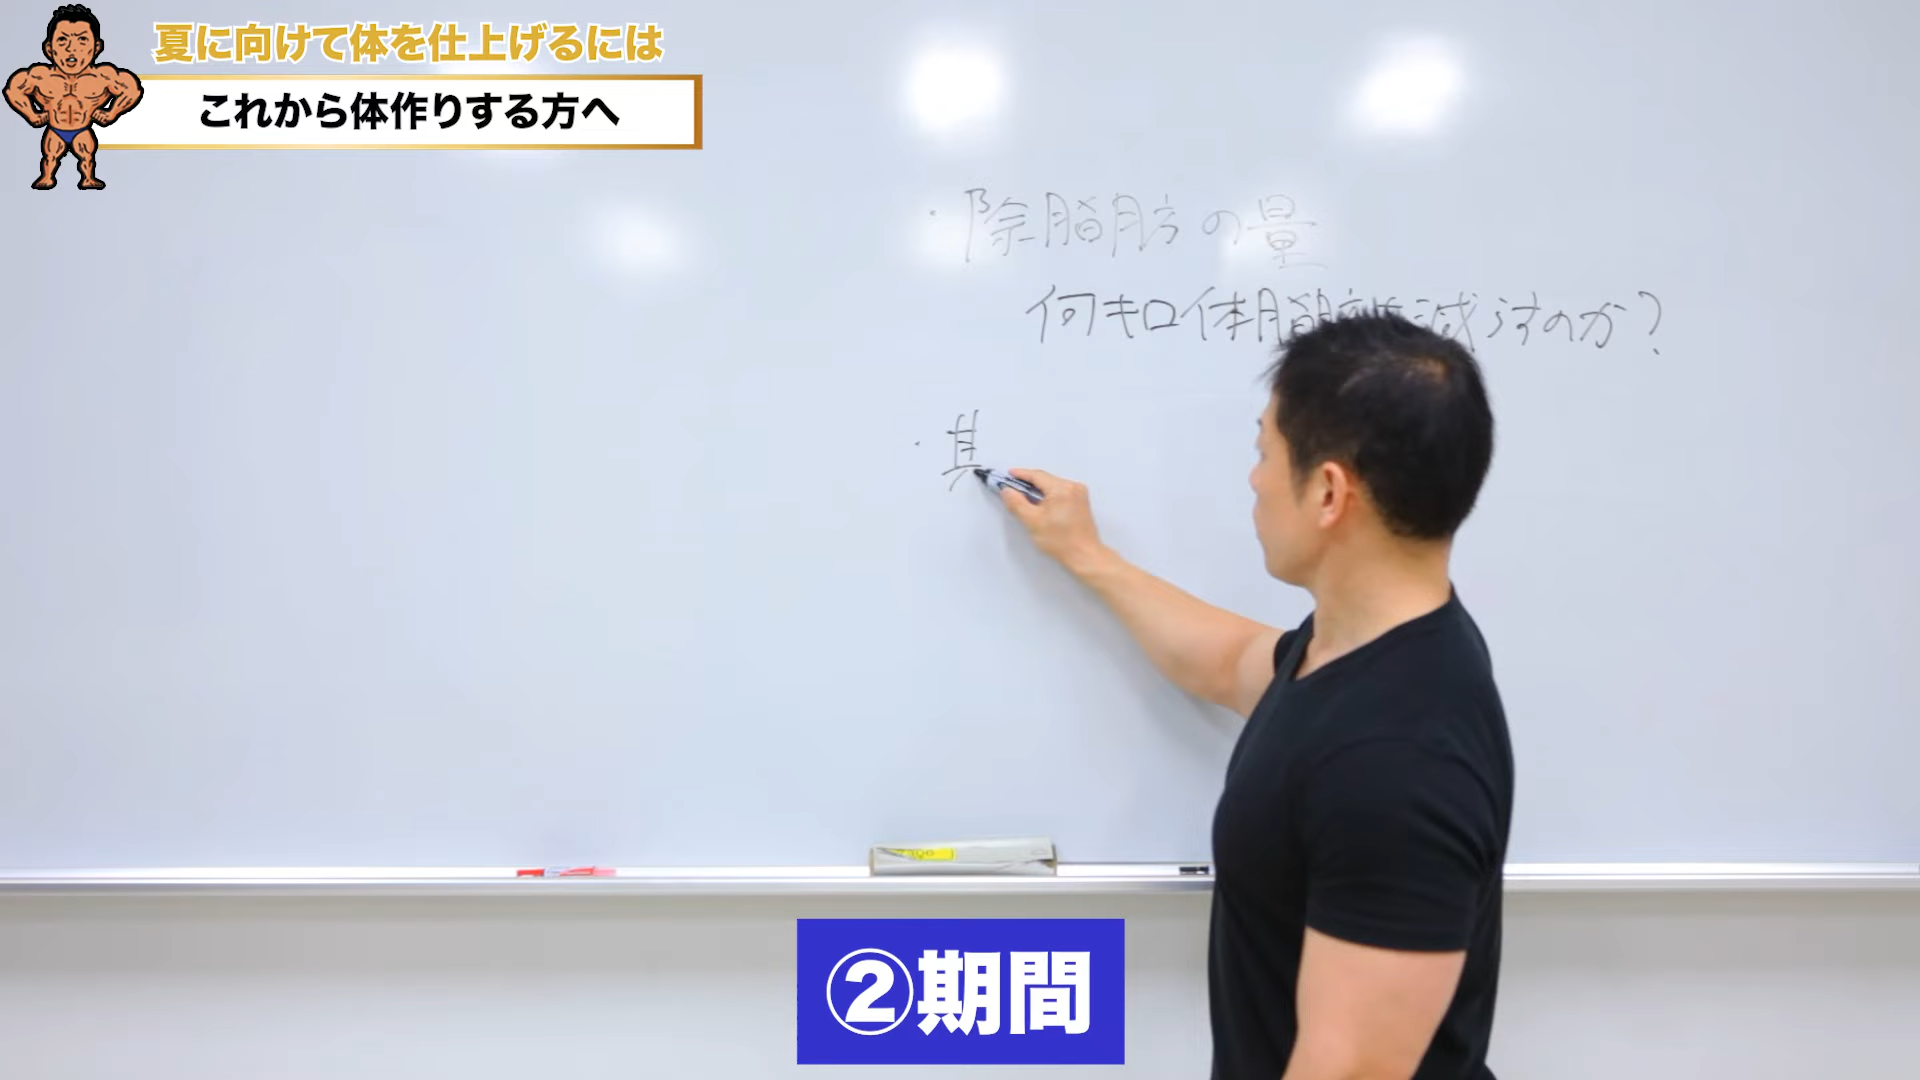 夏に向けて体を仕上げるには
これから体作りする方へ
・除脂肪の量
何キロ体脂肪を減らすのか？
・其
②期間